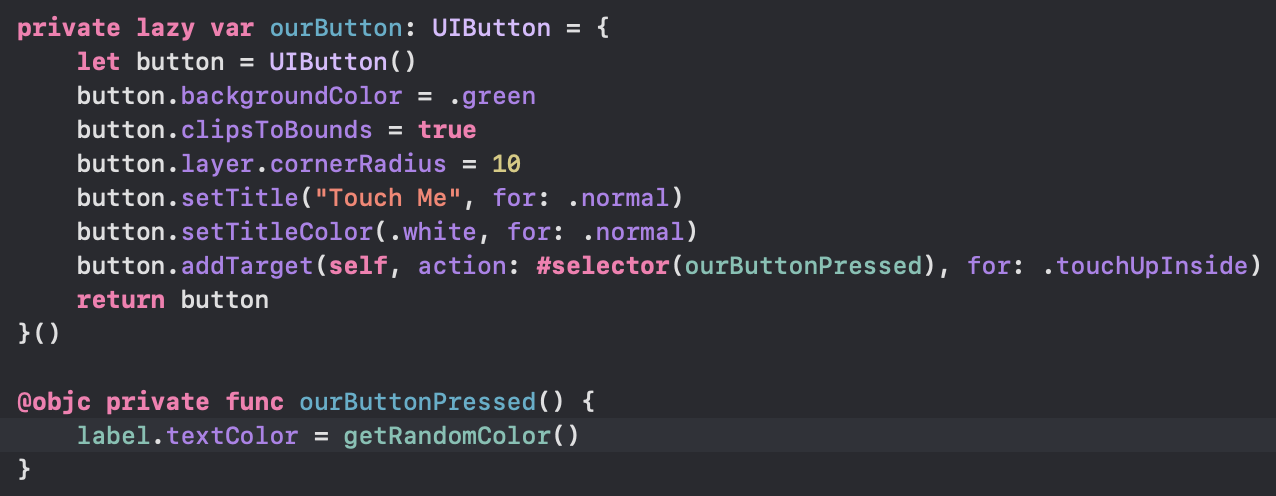 private lazy var ourButton: UIButton = {
    let button = UIButton()
    button.backgroundColor = .green
    button.clipsToBounds = true
    button.layer.cornerRadius = 10
    button.setTitle("Touch Me", for: .normal)
    button.setTitleColor(.white, for: .normal)
    button.addTarget(self, action: #selector(ourButtonPressed), for: .touchUpInside)
    return button
}()

@objc private func ourButtonPressed() {
    label.textColor = getRandomColor()
}